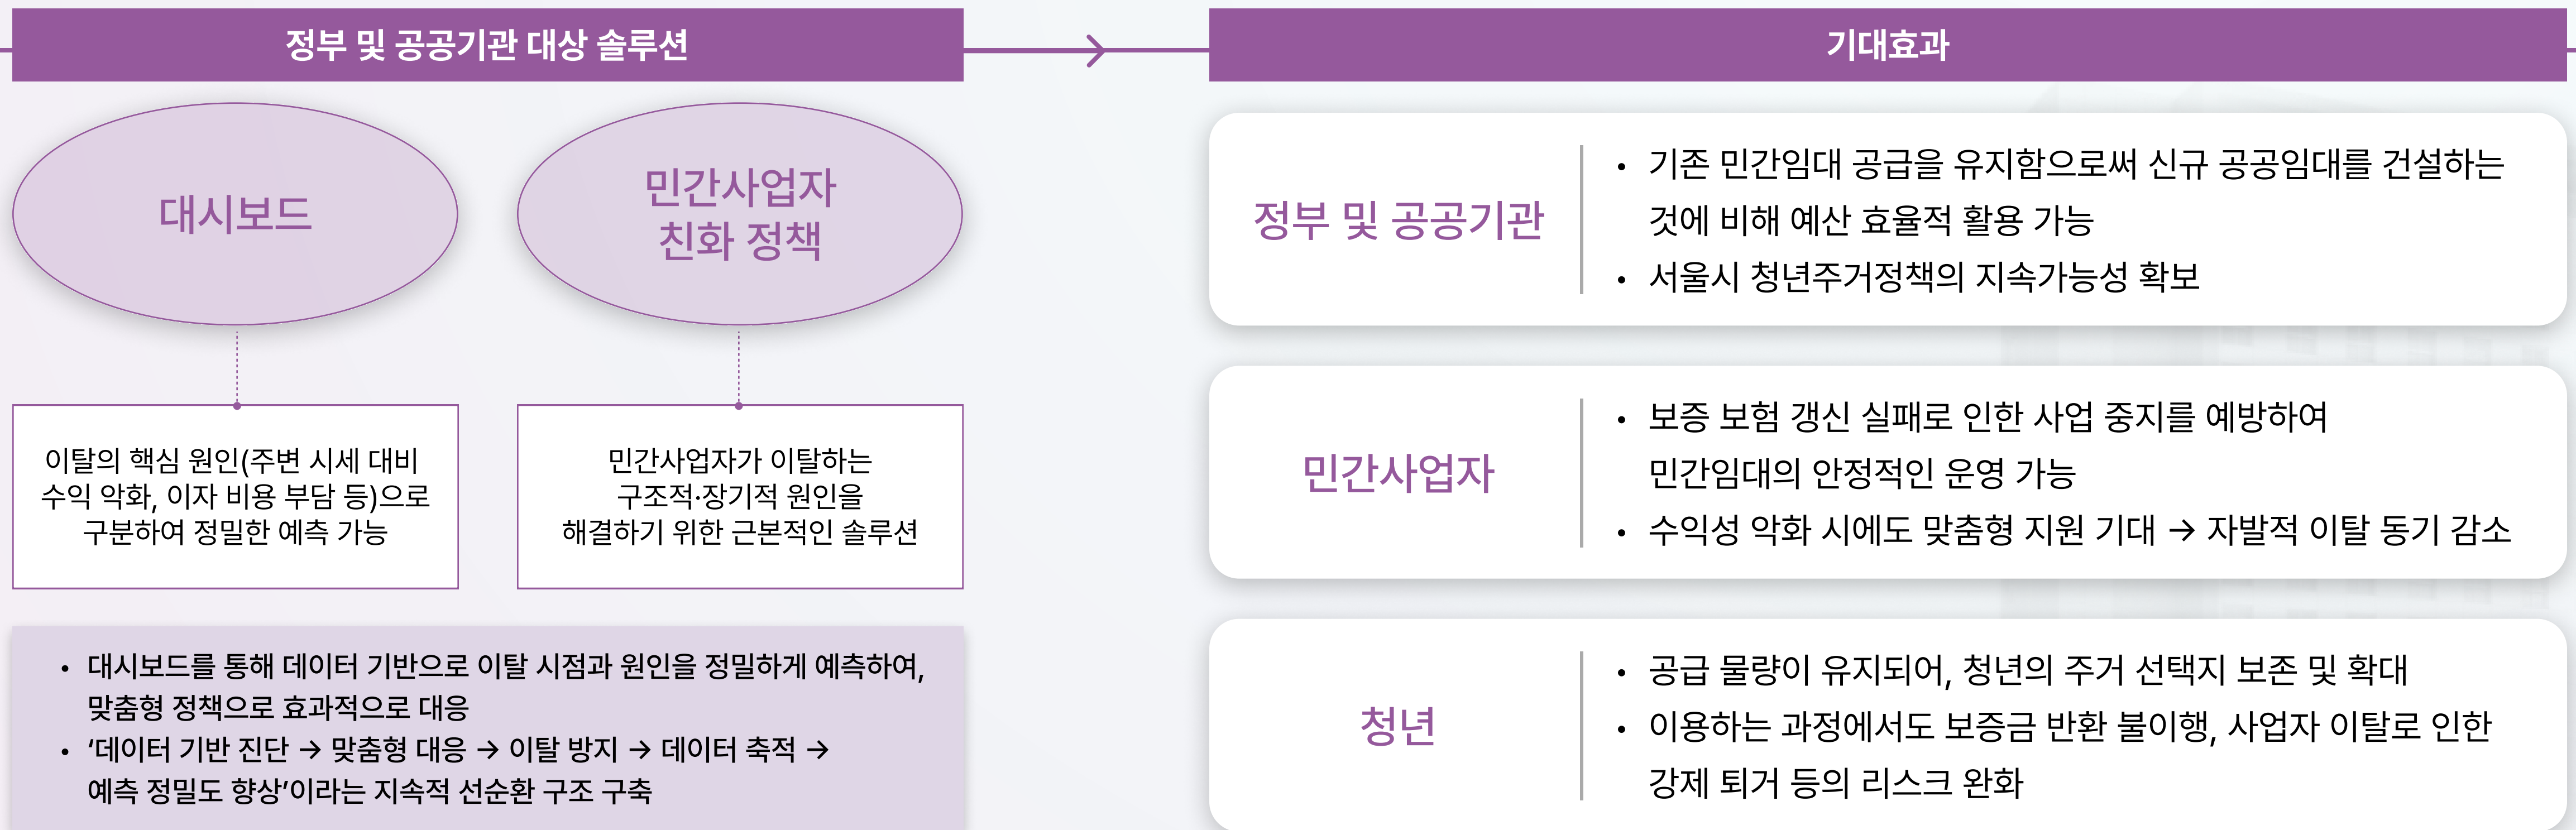 정부 및 공공기관 대상 솔루션
대시보드
민간사업자
친화 정책
이탈의 핵심 원인(주변 시세 대비
수익 악화, 이자 비용 부담 등)으로
구분하여 정밀한 예측 가능
민간사업자가 이탈하는
구조적·장기적 원인을
해결하기 위한 근본적인 솔루션
• 대시보드를 통해 데이터 기반으로 이탈 시점과 원인을 정밀하게 예측하여,
맞춤형 정책으로 효과적으로 대응
• ‘데이터 기반 진단 → 맞춤형 대응 → 이탈 방지 → 데이터 축적 →
예측 정밀도 향상’이라는 지속적 선순환 구조 구축
기대효과
정부 및 공공기관
• 기존 민간임대 공급을 유지함으로써 신규 공공임대를 건설하는
것에 비해 예산 효율적 활용 가능
• 서울시 청년주거정책의 지속가능성 확보
민간사업자
• 보증 보험 갱신 실패로 인한 사업 중지를 예방하여
민간임대의 안정적인 운영 가능
• 수익성 악화 시에도 맞춤형 지원 기대 → 자발적 이탈 동기 감소
청년
• 공급 물량이 유지되어, 청년의 주거 선택지 보존 및 확대
• 이용하는 과정에서도 보증금 반환 불이행, 사업자 이탈로 인한
강제 퇴거 등의 리스크 완화